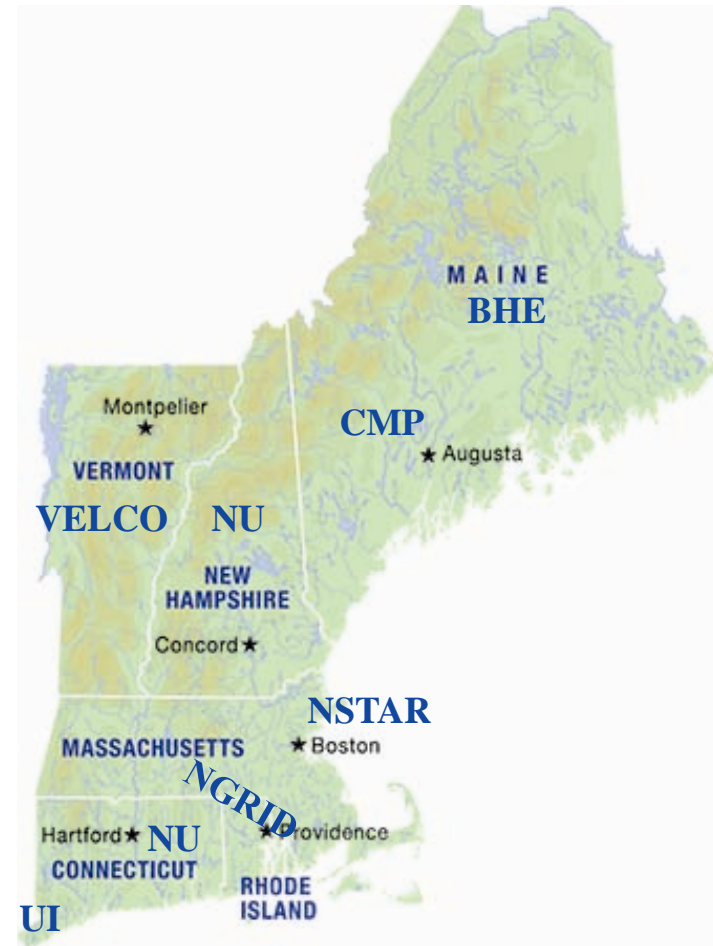 MAINE
BHE
CMP
Augusta
Montpelier
VERMONT
VELCO
NU
NEW
HAMPSHIRE
Concord
NSTAR
MASSACHUSETTS
Boston
NGRID
Hartford
NU
Providence
CONNECTICUT
RHODE
ISLAND
UI